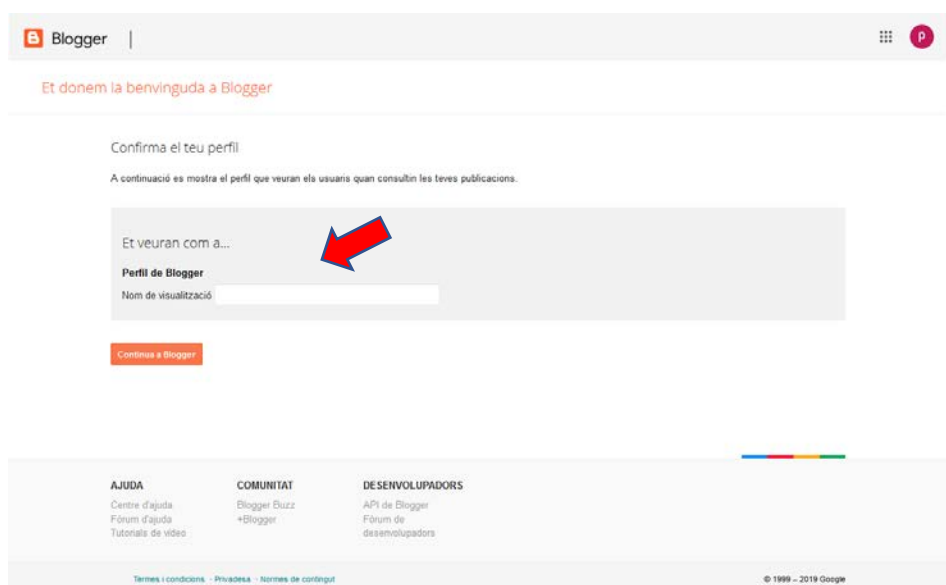 Blogger |
P
Et donem la benvinguda a Blogger
Confirma el teu perfil
A continuació es mostra el perfil que veuran els usuaris quan consultin les teves publicacions.
Et veuran com a...
Perfil de Blogger
Nom de visualització
Continua a Blogger
AJUDA
Centre d'ajuda
Fòrum d'ajuda
Tutorials de vídeo
COMUNITAT
Blogger Buzz
+Blogger
DESENVOLUPADORS
API de Blogger
Fòrum de
desenvolupadors
Termes i condicions - Privadesa - Normes de contingut
© 1999 – 2019 Google